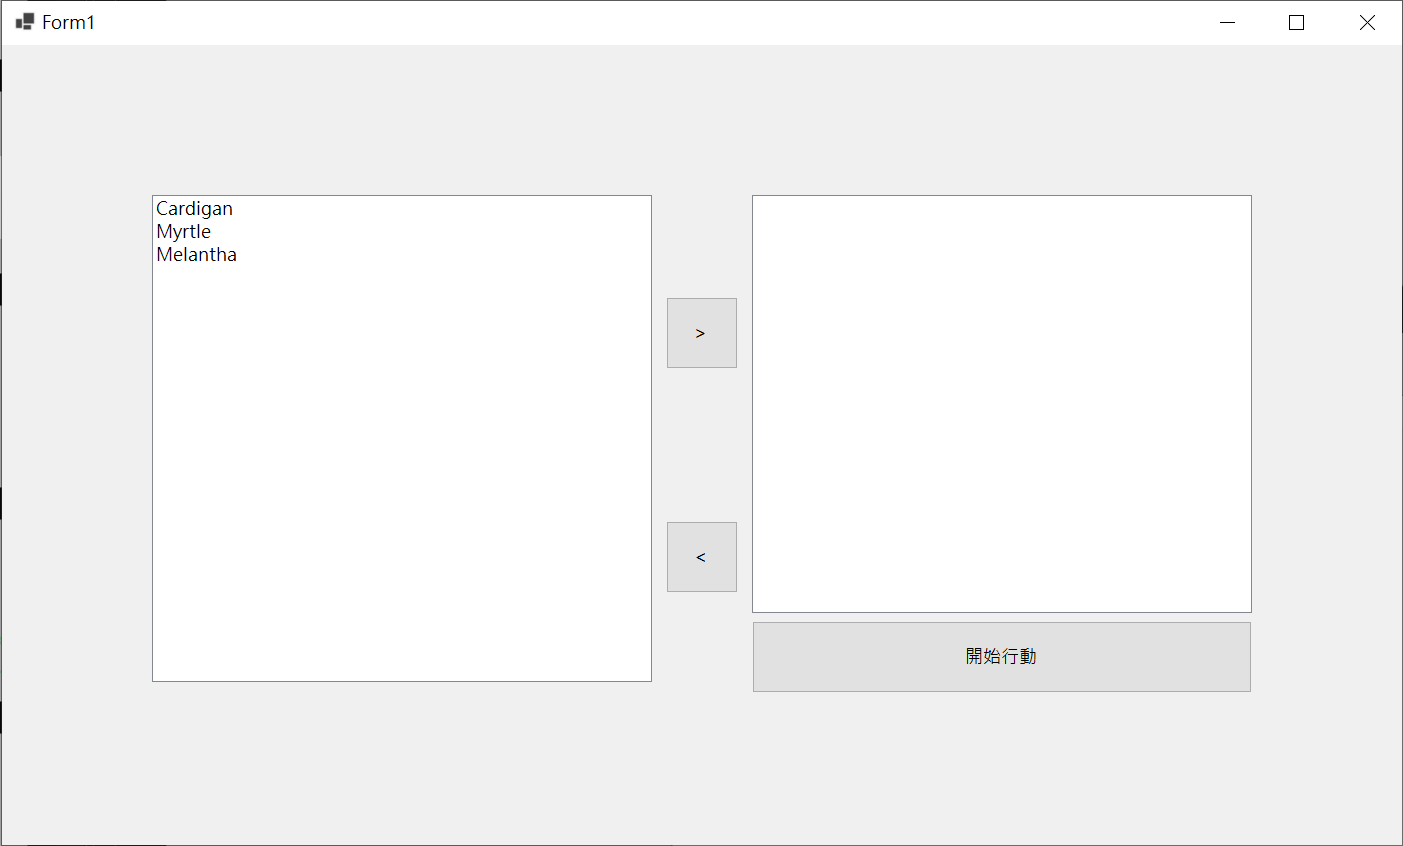 Form1
Cardigan
Myrtle
Melantha
>
<
開始行動